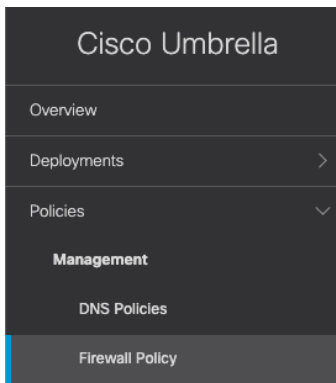 Cisco Umbrella
Overview
Deployments
Policies
Management
DNS Policies
Firewall Policy